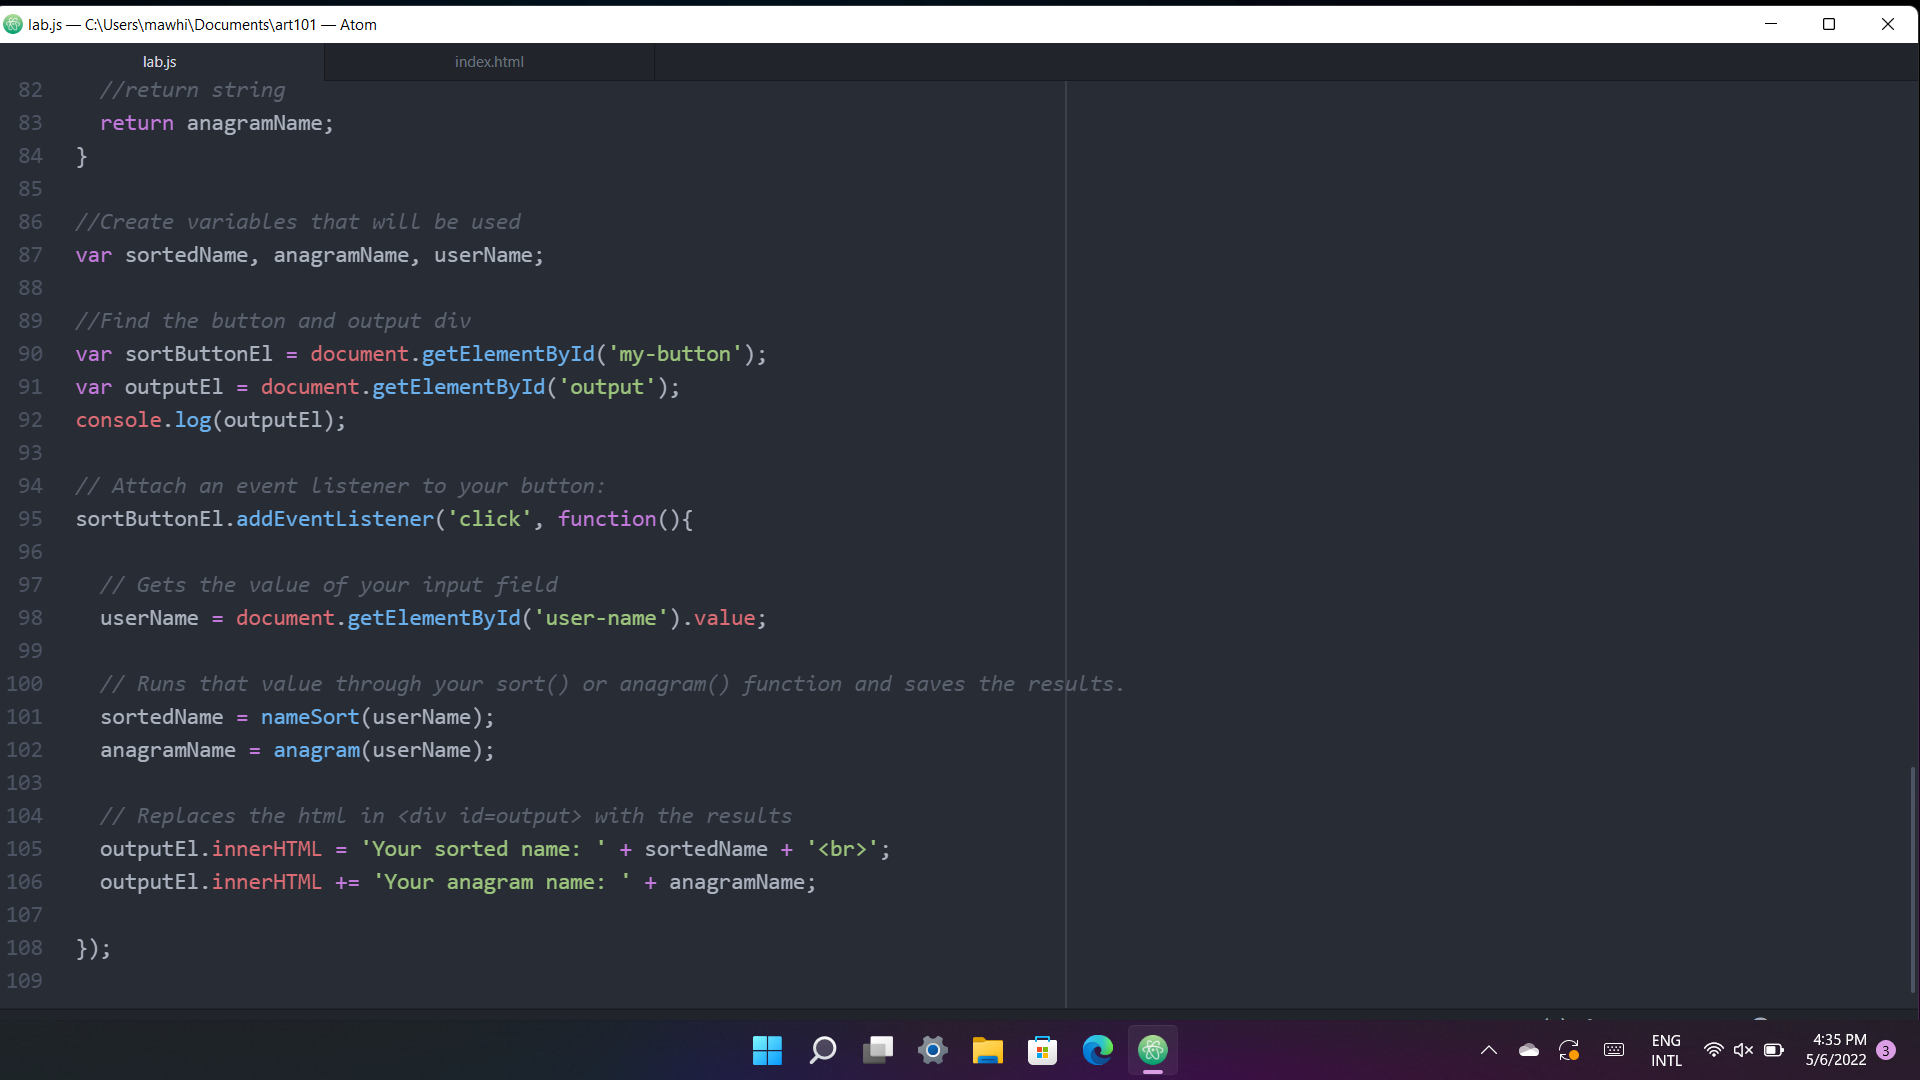 lab.js — C:\Users\mawhi\Documents\art101 — Atom
lab.js
index.html
82 //return string
83 return anagramName;
84 }
85
86 //Create variables that will be used
87 var sortedName, anagramName, userName;
88
89 //Find the button and output div
90 var sortButtonEl = document.getElementById('my-button');
91 var outputEl = document.getElementById('output');
92 console.log(outputEl);
93
94 // Attach an event listener to your button:
95 sortButtonEl.addEventListener('click', function(){
96
97 // Gets the value of your input field
98 userName = document.getElementById('user-name').value;
99
100 // Runs that value through your sort() or anagram() function and saves the results.
101 sortedName = nameSort(userName);
102 anagramName = anagram(userName);
103
104 // Replaces the html in <div id=output> with the results
105 outputEl.innerHTML = 'Your sorted name: ' + sortedName + '<br>';
106 outputEl.innerHTML += 'Your anagram name: ' + anagramName;
107
108 });
109
ENG
INTL
4:35 PM
5/6/2022
3